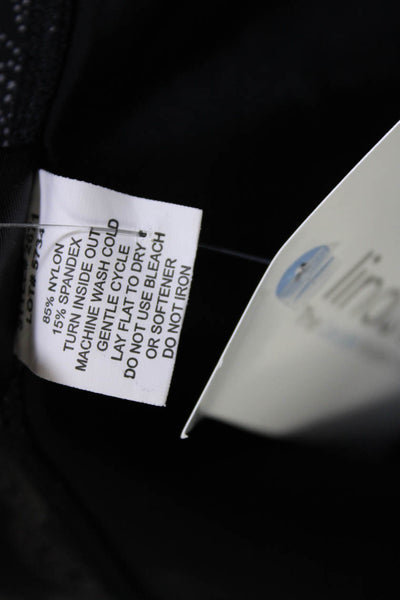 85% NYLON
15% SPANDEX
TURN INSIDE OUT
MACHINE WASH COLD
GENTLE CYCLE
LAY FLAT TO DRY
DO NOT USE BLEACH
OR SOFTENER
DO NOT IRON